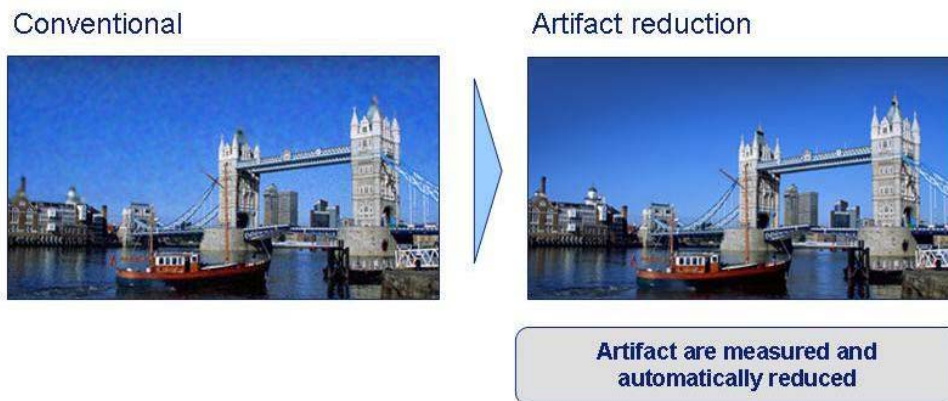 Conventional
Artifact reduction
Artifact are measured and
automatically reduced